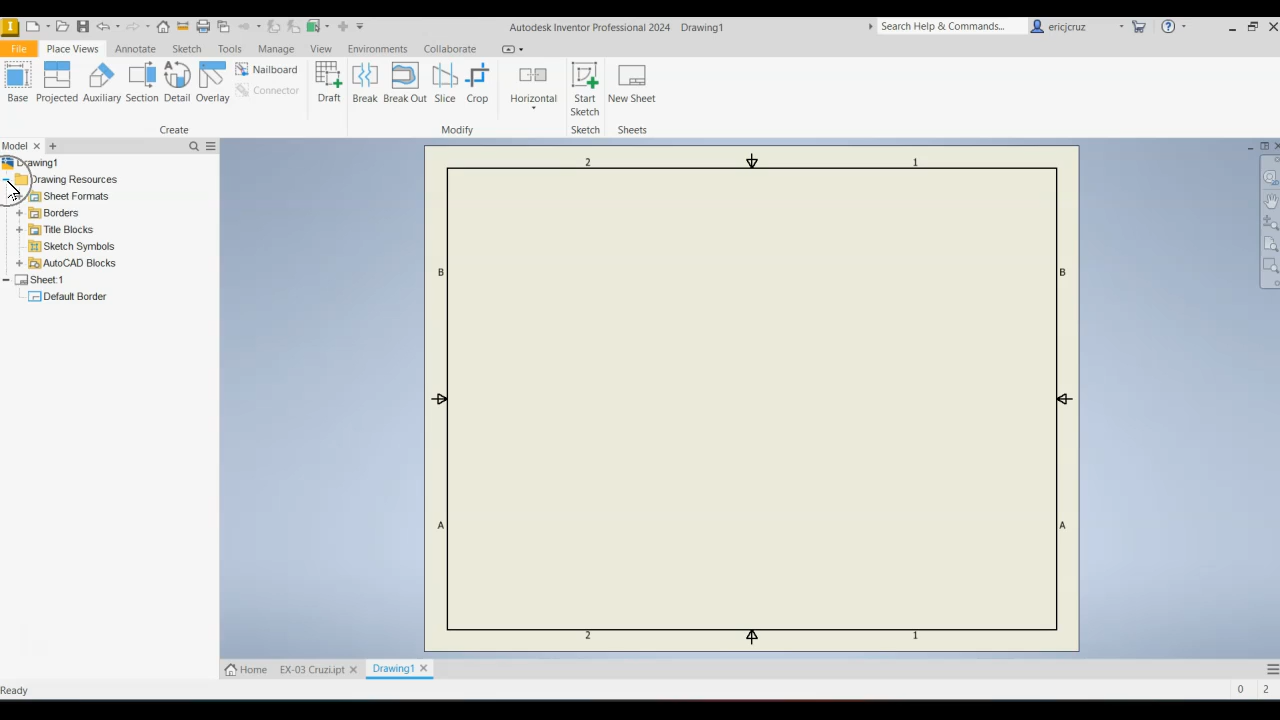 Autodesk Inventor Professional 2024 Drawing1
Search Help & Commands...
ericjcruz
File Place Views Annotate Sketch Tools Manage View Environments Collaborate
Base Projected Auxiliary Section Detail Overlay
Nailboard
Connector
Draft Break Break Out Slice Crop Horizontal
Start
Sketch
New Sheet
Create Modify Sketch Sheets
Model
Drawing1
Drawing Resources
Sheet Formats
Borders
Title Blocks
Sketch Symbols
AutoCAD Blocks
Sheet:1
Default Border
2 1
B B
A A
2 1
Home EX-03 Cruzi.ipt Drawing1
Ready 0 2